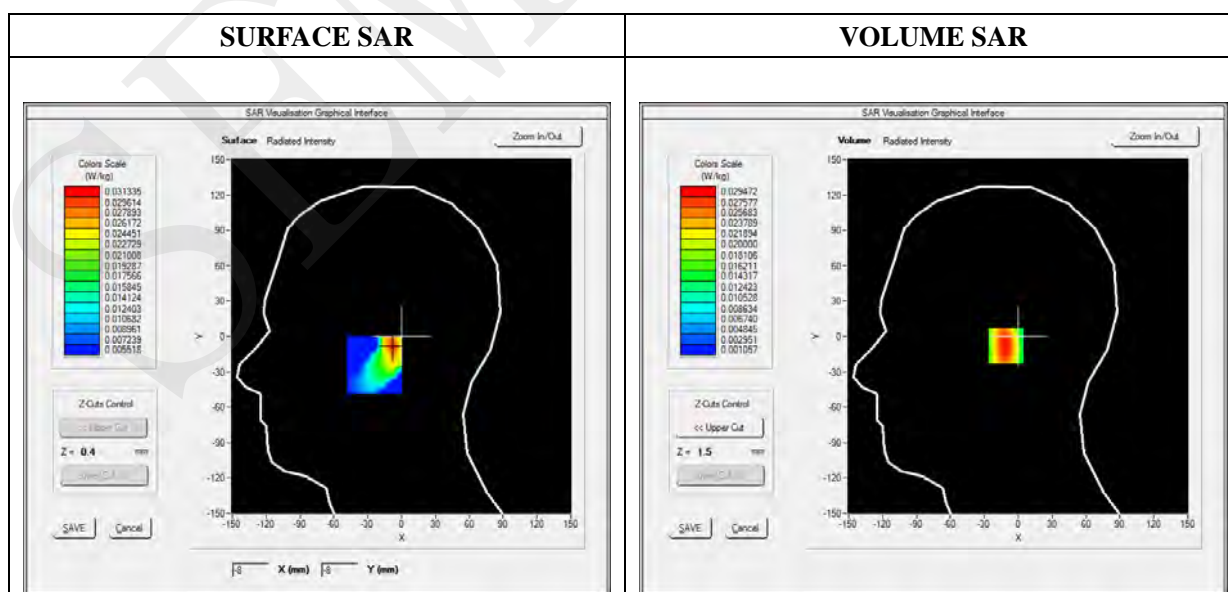 SURFACE SAR
VOLUME SAR
SAR Visualisation Graphical Interface
Surface Radiated Intensity
Zoom In/Out
Colors Scale
(W/kg)
0.031335
0.029614
0.027893
0.026172
0.024451
0.022729
0.021008
0.019287
0.017566
0.015845
0.014124
0.012403
0.010682
0.008961
0.007239
0.005518
150
120
90
60
30
0
-30
-60
-90
-120
-150
Y
-150 -120 -90 -60 -30 0 30 60 90 120 150
X
Z-Cuts Control
<< Upper Cut
Z = 0.4 mm
SAVE Cancel
-8 X (mm) -8 Y (mm)
SAR Visualisation Graphical Interface
Volume Radiated Intensity
Zoom In/Out
Colors Scale
(W/kg)
0.029472
0.027577
0.025683
0.023789
0.021894
0.020000
0.018106
0.016211
0.014317
0.012423
0.010528
0.008634
0.006740
0.004845
0.002951
0.001057
150
120
90
60
30
0
-30
-60
-90
-120
-150
Y
-150 -120 -90 -60 -30 0 30 60 90 120 150
X
Z-Cuts Control
<< Upper Cut
Z = 1.5 mm
SAVE Cancel